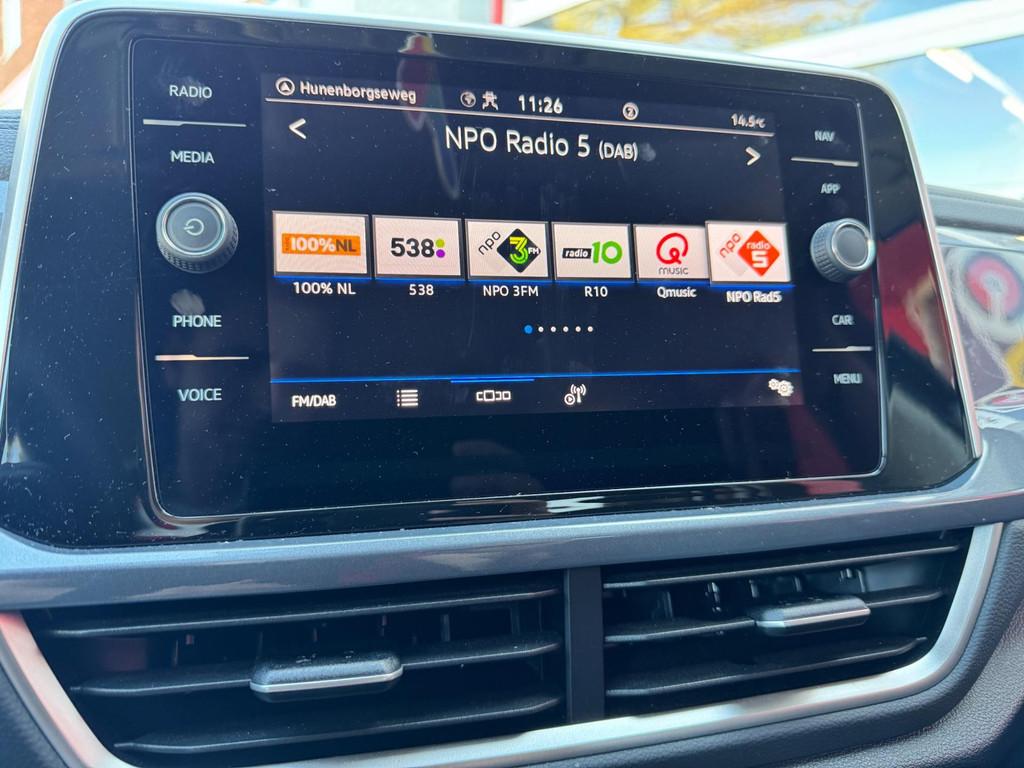 RADIO
MEDIA
PHONE
VOICE
Hunenborgseweg 11:26 2 14.5°C
NPO Radio 5 (DAB)
100%NL 538 npo 3FM radio 10 Q music npo radio 5
100% NL 538 NPO 3FM R10 Qmusic NPO Rad5
FM/DAB
NAV
APP
CAR
MENU